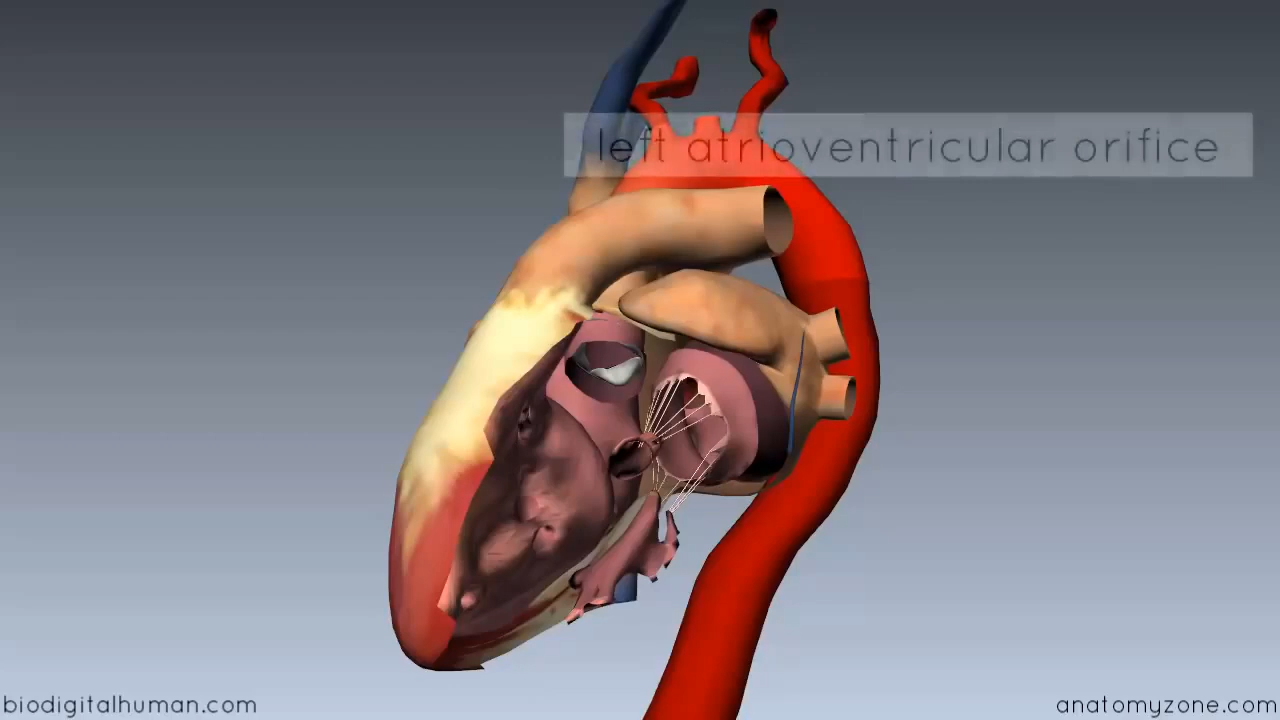 left atrioventricular orifice
biodigitalhuman.com
anatomyzone.com